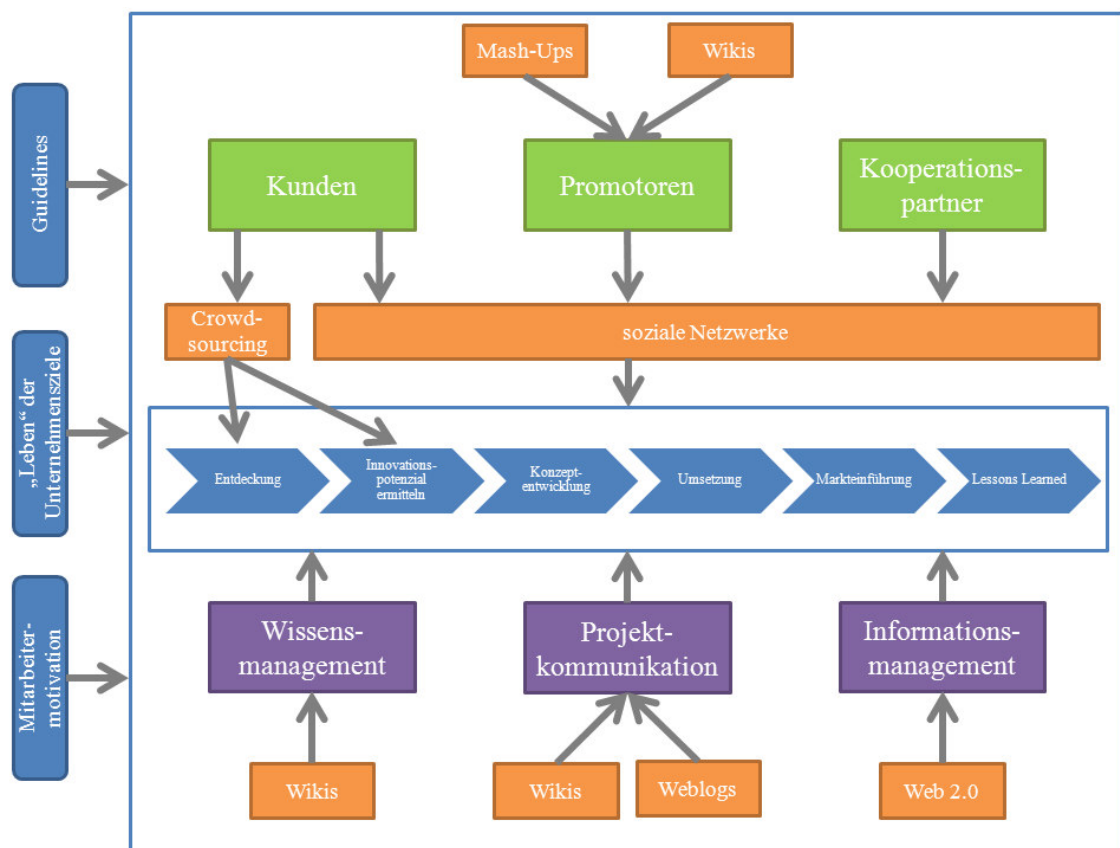 Mash-Ups
Wikis
Guidelines
Kunden
Promotoren
Kooperations-
partner
Crowd-
sourcing
soziale Netzwerke
„Leben“ der
Unternehmensziele
Entdeckung
Innovations-
potenzial
ermitteln
Konzept-
entwicklung
Umsetzung
Markteinführung
Lessons Learned
Mitarbeiter-
motivation
Wissens-
management
Projekt-
kommunikation
Informations-
management
Wikis
Wikis
Weblogs
Web 2.0